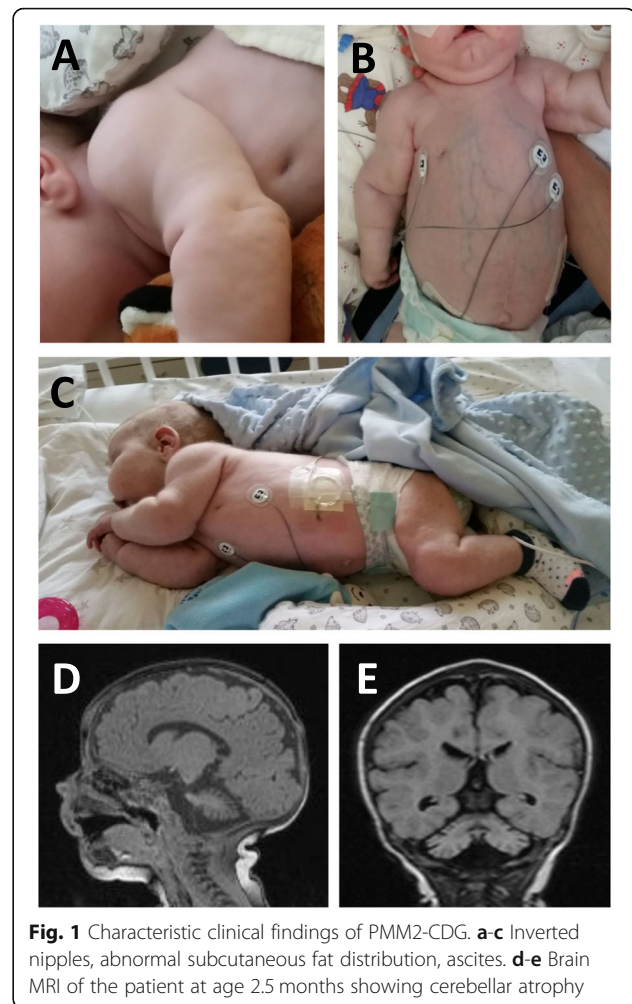 A
B
C
D
E
Fig. 1 Characteristic clinical findings of PMM2-CDG. a-c Inverted
nipples, abnormal subcutaneous fat distribution, ascites. d-e Brain
MRI of the patient at age 2.5 months showing cerebellar atrophy